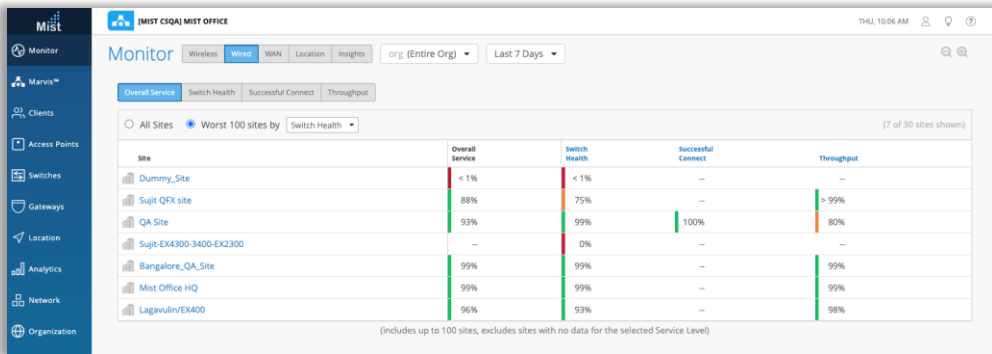 Mist
[MIST CSQA] MIST OFFICE
THU, 10:06 AM
Monitor
Marvis™
Clients
Access Points
Switches
Gateways
Location
Analytics
Network
Organization
Monitor Wireless Wired WAN Location Insights org (Entire Org) Last 7 Days
Overall Service Switch Health Successful Connect Throughput
All Sites Worst 100 sites by Switch Health (7 of 30 sites shown)
Site Overall Service Switch Health Successful Connect Throughput
Dummy_Site < 1% < 1% -- --
Sujit QFX site 88% 75% -- > 99%
QA Site 93% 99% 100% 80%
Sujit-EX4300-3400-EX2300 -- 0% -- --
Bangalore_QA_Site 99% 99% -- 99%
Mist Office HQ 99% 99% -- 99%
Lagavulin/EX400 96% 93% -- 98%
(includes up to 100 sites, excludes sites with no data for the selected Service Level)